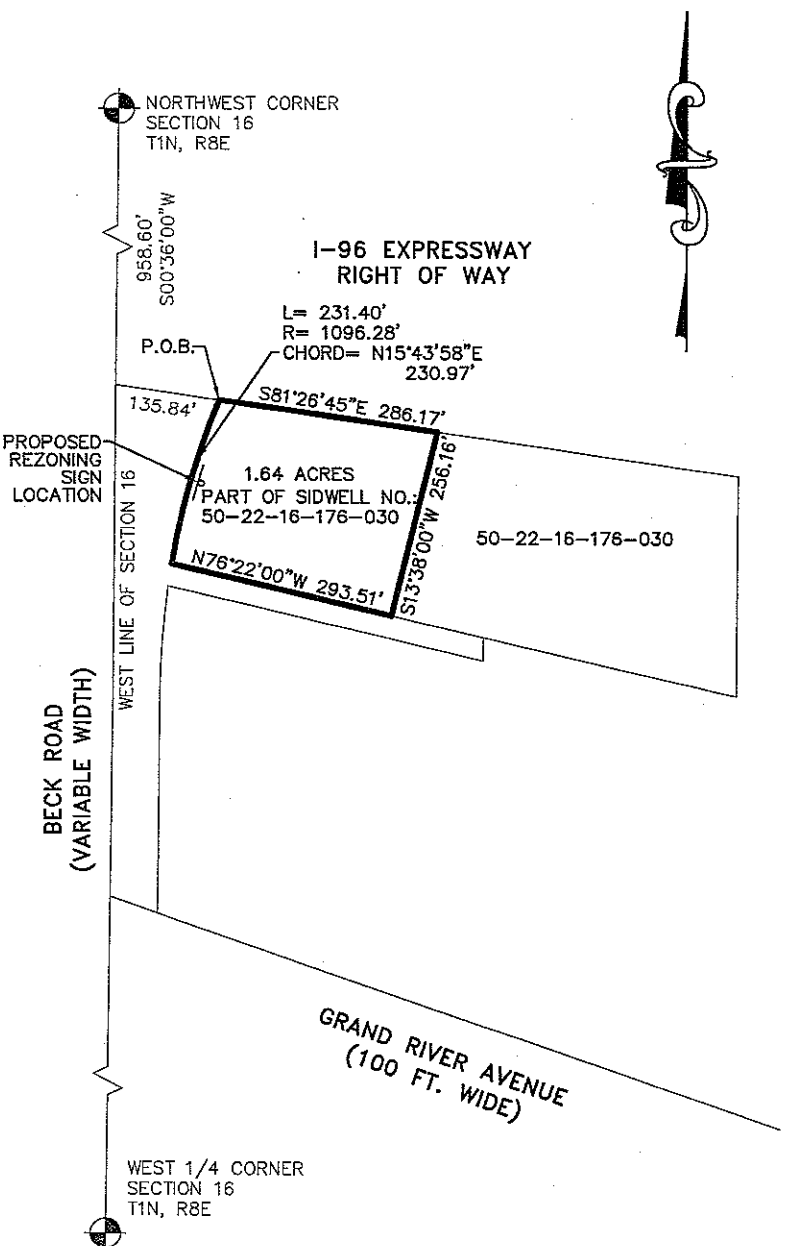 NORTHWEST CORNER
SECTION 16
T1N, R8E
958.60'
S00°36'00"W
I-96 EXPRESSWAY
RIGHT OF WAY
L= 231.40'
R= 1096.28'
CHORD= N15°43'58"E
230.97'
P.O.B.
135.84'
S81°26'45"E 286.17'
PROPOSED
REZONING
SIGN
LOCATION
1.64 ACRES
PART OF SIDWELL NO.:
50-22-16-176-030
S13°38'00"W 256.16'
50-22-16-176-030
N76°22'00"W 293.51'
WEST LINE OF SECTION 16
BECK ROAD
(VARIABLE WIDTH)
GRAND RIVER AVENUE
(100 FT. WIDE)
WEST 1/4 CORNER
SECTION 16
T1N, R8E